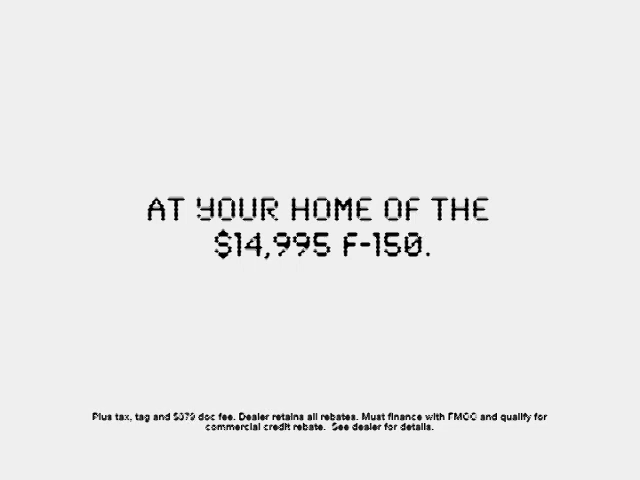 AT YOUR HOME OF THE
$14,995 F-150.
Plus tax, tag and $379 doc fee. Dealer retains all rebates. Must finance with FMCC and qualify for
commercial credit rebate. See dealer for details.